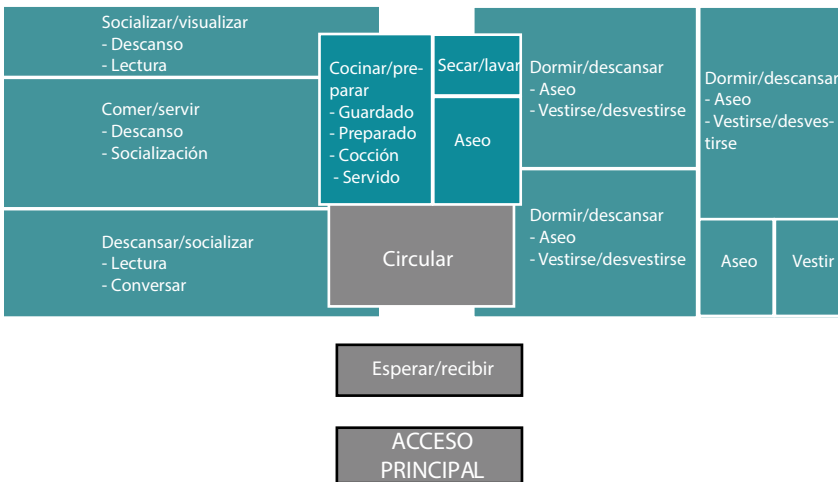 Socializar/visualizar
- Descanso
- Lectura
Comer/servir
- Descanso
- Socialización
Descansar/socializar
- Lectura
- Conversar
Cocinar/pre-
parar
- Guardado
- Preparado
- Cocción
- Servido
Secar/lavar
Aseo
Circular
Dormir/descansar
- Aseo
- Vestirse/desvestirse
Dormir/descansar
- Aseo
- Vestirse/desvestirse
Dormir/descansar
- Aseo
- Vestirse/desves-
tirse
Aseo
Vestir
Esperar/recibir
ACCESO
PRINCIPAL